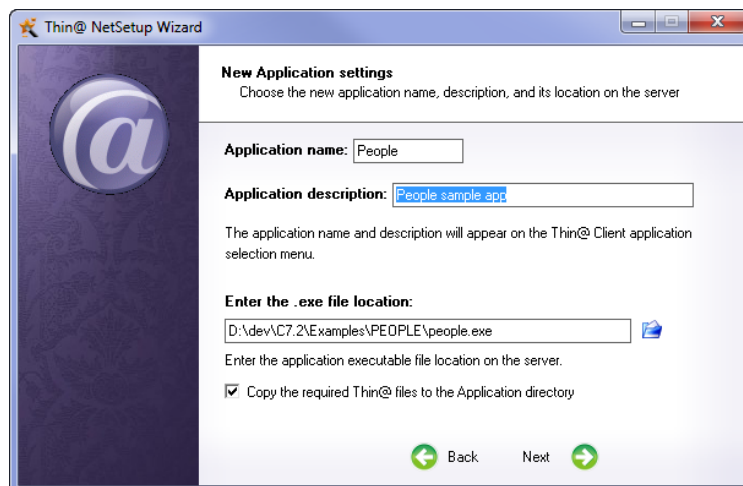 Thin@ NetSetup Wizard
New Application settings
Choose the new application name, description, and its location on the server
@
Application name: People
Application description: People sample app
The application name and description will appear on the Thin@ Client application
selection menu.
Enter the .exe file location:
D:\dev\C7.2\Examples\PEOPLE\people.exe
Enter the application executable file location on the server.
Copy the required Thin@ files to the Application directory
Back Next